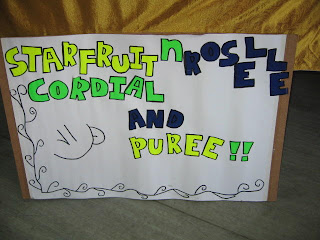 STARFRUIT n ROSELLE
CORDIAL
AND
PUREE!!